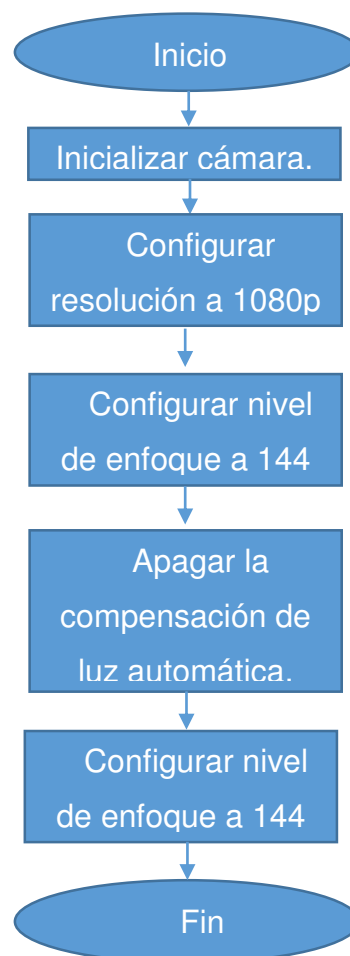 Inicio
Inicializar cámara.
Configurar
resolución a 1080p
Configurar nivel
de enfoque a 144
Apagar la
compensación de
luz automática.
Configurar nivel
de enfoque a 144
Fin